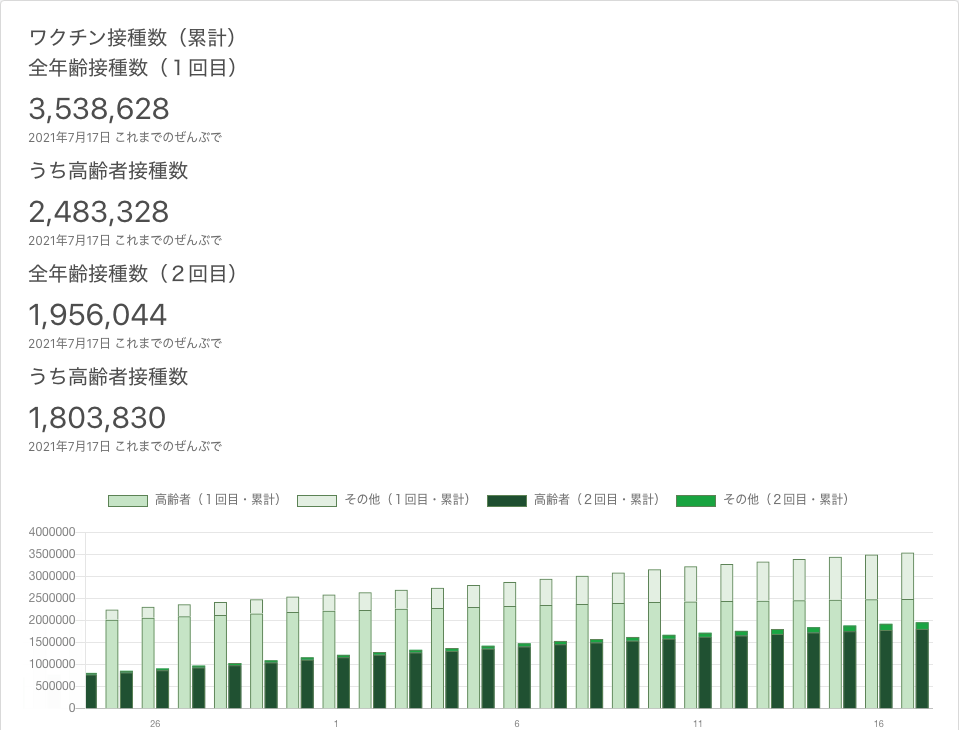 ワクチン接種数（累計）
全年齢接種数（１回目）
3,538,628
2021年7月17日 これまでのぜんぶで
うち高齢者接種数
2,483,328
2021年7月17日 これまでのぜんぶで
全年齢接種数（２回目）
1,956,044
2021年7月17日 これまでのぜんぶで
うち高齢者接種数
1,803,830
2021年7月17日 これまでのぜんぶで
高齢者（１回目・累計） その他（１回目・累計） 高齢者（２回目・累計） その他（２回目・累計）
4000000
3500000
3000000
2500000
2000000
1500000
1000000
500000
0
26 1 6 11 16